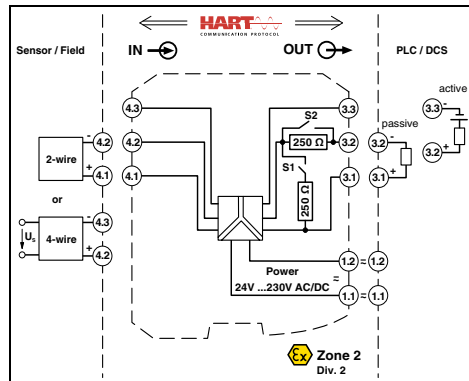 HART
COMMUNICATION PROTOCOL
Sensor / Field
IN
OUT
PLC / DCS
active
4.3
3.3
3.3 -
S2
passive
2-wire
- 4.2
4.2
250 Ω
3.2
3.2 -
3.2 +
+ 4.1
4.1
S1
3.1
3.1 +
or
250 Ω
Us
4-wire
- 4.3
+ 4.2
Power
24V ...230V AC/DC
≈
1.2 = 1.2
1.1 = 1.1
Ex
Zone 2
Div. 2